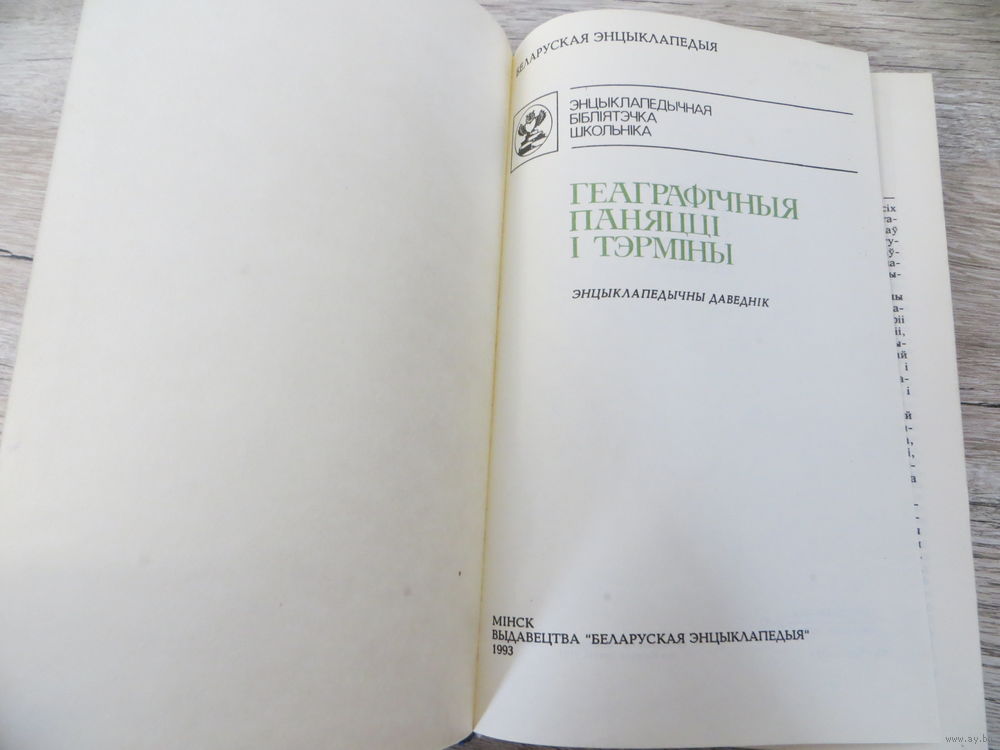 БЕЛАРУСКАЯ ЭНЦЫКЛАПЕДЫЯ
ЭНЦЫКЛАПЕДЫЧНАЯ
БІБЛІЯТЭЧКА
ШКОЛЬНІКА
ГЕАГРАФІЧНЫЯ
ПАНЯЦЦІ
І ТЭРМІНЫ
ЭНЦЫКЛАПЕДЫЧНЫ ДАВЕДНІК
МІНСК
ВЫДАВЕЦТВА "БЕЛАРУСКАЯ ЭНЦЫКЛАПЕДЫЯ"
1993